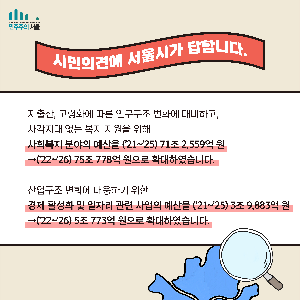 민주주의 서울
시민의견에 서울시가 답합니다.
저출산, 고령화에 따른 인구구조 변화에 대비하고,
사각지대 없는 복지 지원을 위해
사회복지 분야의 예산를 ('21~'25) 71조 2,559억 원
→('22~'26) 75조 778억 원으로 확대하였습니다.
산업구조 변화에 대응하기 위한
경제 활성화 및 일자리 관련 사업의 예산를 ('21~'25) 3조 9,883억 원
→('22~'26) 5조 773억 원으로 확대하였습니다.